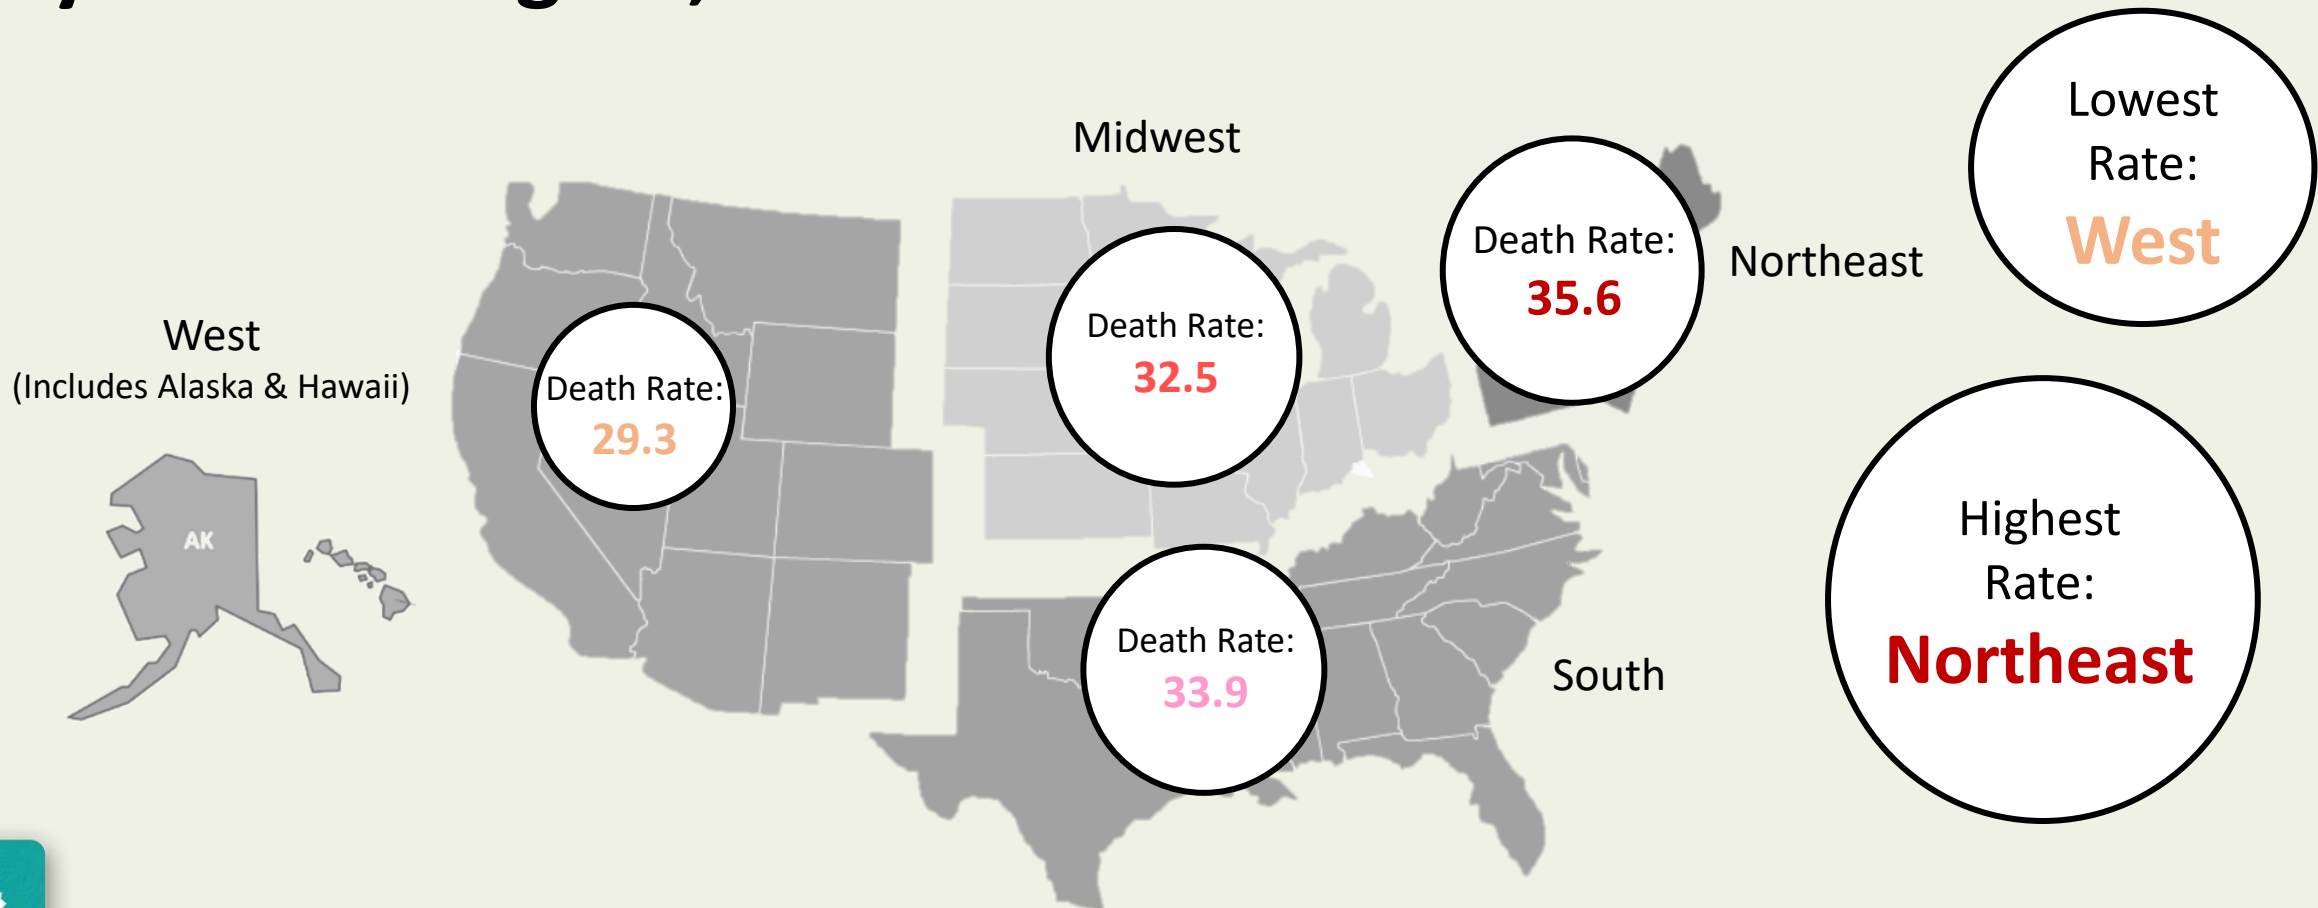 Midwest
Northeast
West
(Includes Alaska & Hawaii)
AK
South
Death Rate:
29.3
Death Rate:
32.5
Death Rate:
35.6
Death Rate:
33.9
Lowest
Rate:
West
Highest
Rate:
Northeast